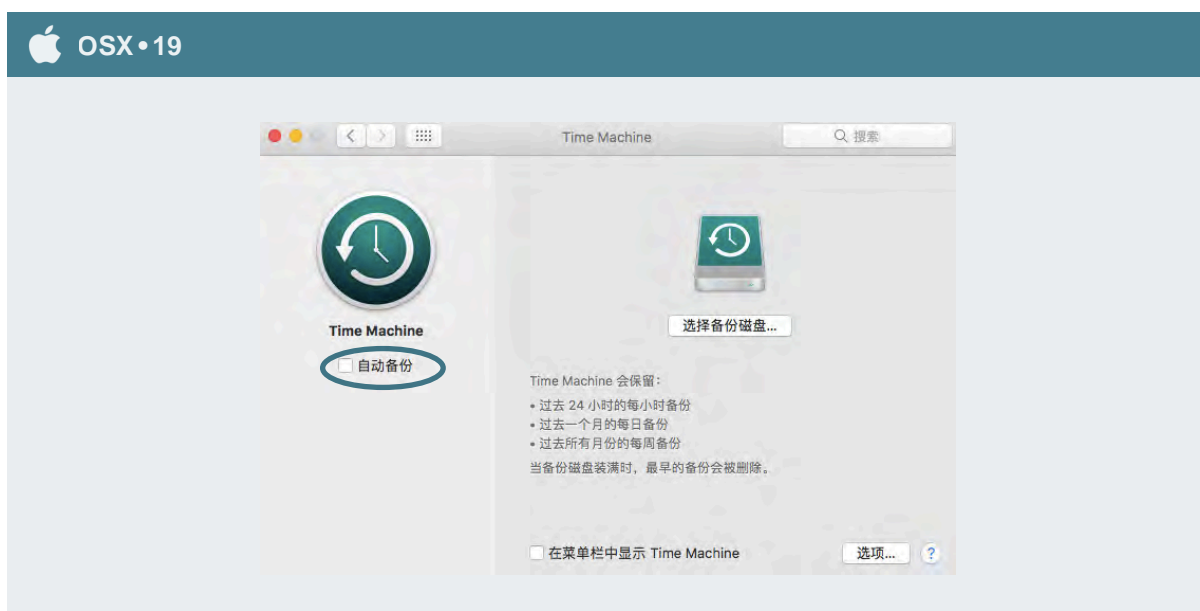 OSX•19
Time Machine
搜索
Time Machine
自动备份
选择备份磁盘...
Time Machine 会保留：
• 过去 24 小时的每小时备份
• 过去一个月的每日备份
• 过去所有月份的每周备份
当备份磁盘装满时，最早的备份会被删除。
在菜单栏中显示 Time Machine
选项...
?